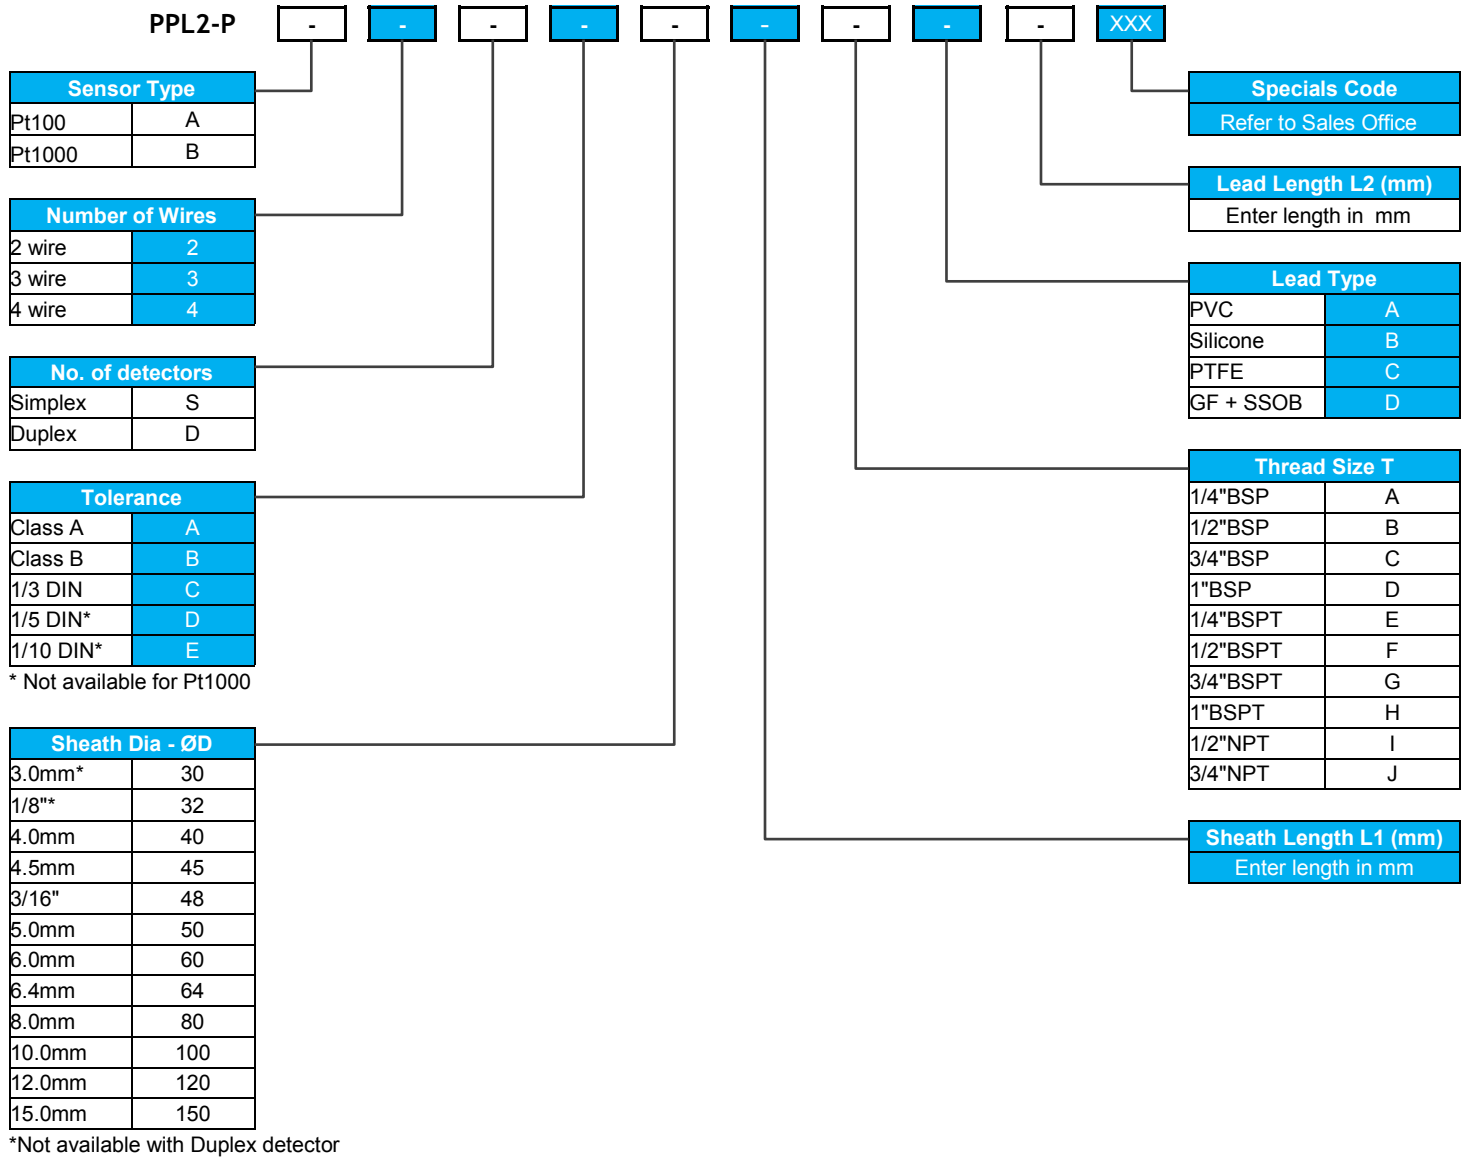 PPL2-P - - - - - - - - - XXX
Sensor Type
Pt100 A
Pt1000 B
Number of Wires
2 wire 2
3 wire 3
4 wire 4
No. of detectors
Simplex S
Duplex D
Tolerance
Class A A
Class B B
1/3 DIN C
1/5 DIN* D
1/10 DIN* E
* Not available for Pt1000
Sheath Dia - ØD
3.0mm* 30
1/8"* 32
4.0mm 40
4.5mm 45
3/16" 48
5.0mm 50
6.0mm 60
6.4mm 64
8.0mm 80
10.0mm 100
12.0mm 120
15.0mm 150
*Not available with Duplex detector
Specials Code
Refer to Sales Office
Lead Length L2 (mm)
Enter length in mm
Lead Type
PVC A
Silicone B
PTFE C
GF + SSOB D
Thread Size T
1/4"BSP A
1/2"BSP B
3/4"BSP C
1"BSP D
1/4"BSPT E
1/2"BSPT F
3/4"BSPT G
1"BSPT H
1/2"NPT I
3/4"NPT J
Sheath Length L1 (mm)
Enter length in mm